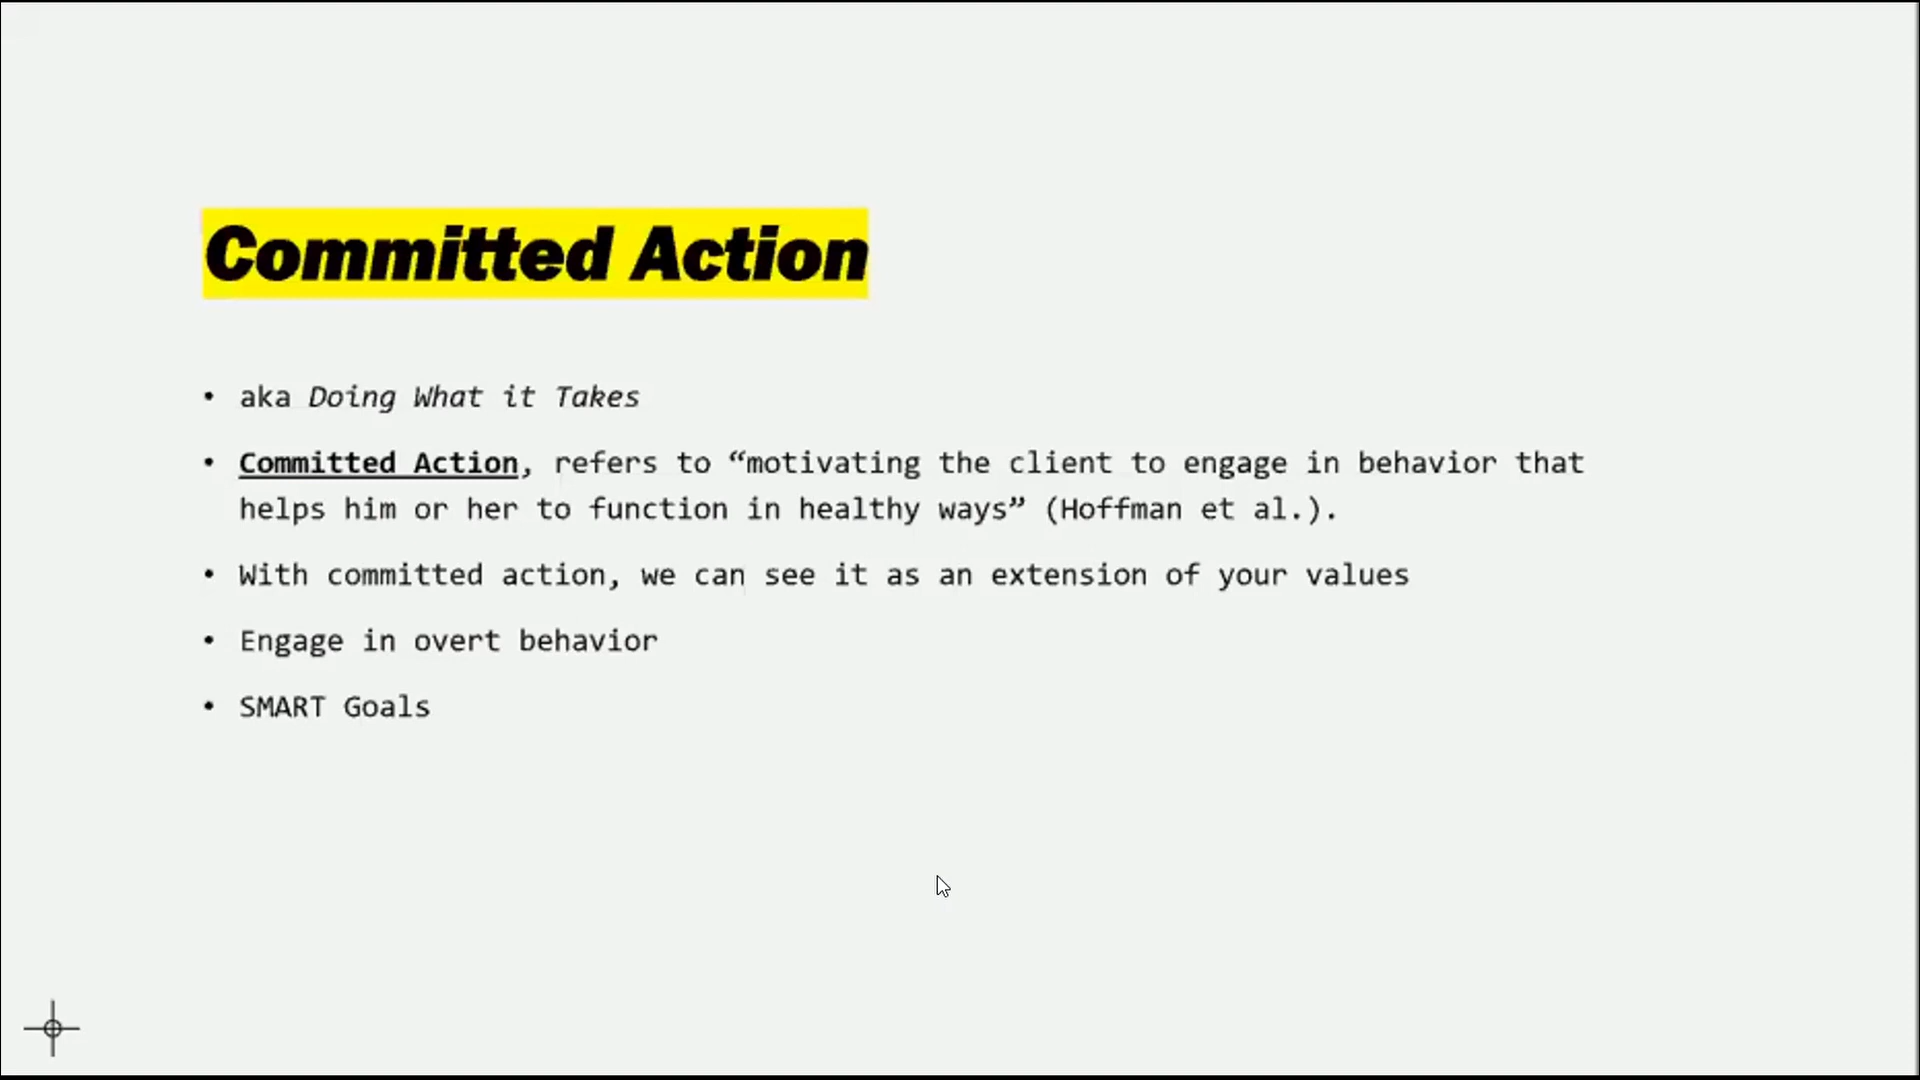 Committed Action
• aka Doing What it Takes
• Committed Action, refers to “motivating the client to engage in behavior that
helps him or her to function in healthy ways” (Hoffman et al.).
• With committed action, we can see it as an extension of your values
• Engage in overt behavior
• SMART Goals